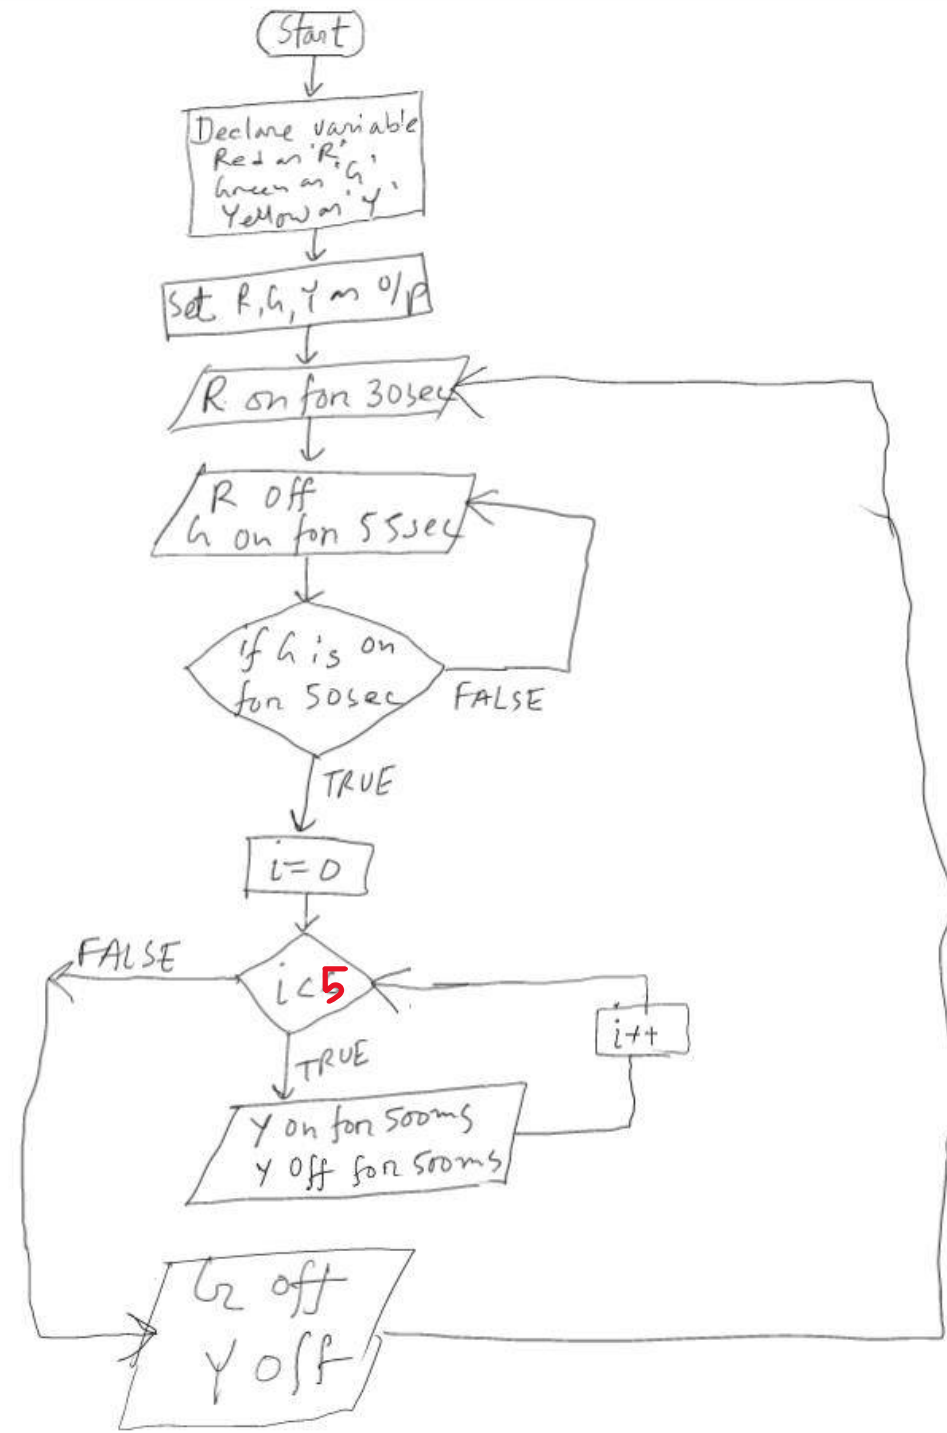 Start
Declare variable
Red as 'R'
Green as 'G'
Yellow as 'Y'
Set R, G, Y as o/p
R on for 30sec
R off
G on for 55sec
if G is on
for 50sec
FALSE
TRUE
i=0
FALSE
i<5
i++
TRUE
Y on for 500ms
Y off for 500ms
G off
Y off